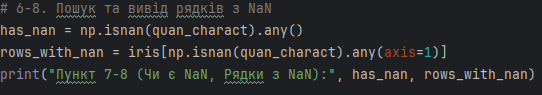 # 6-8. Пошук та вивід рядків з NaN
has_nan = np.isnan(quan_charact).any()
rows_with_nan = iris[np.isnan(quan_charact).any(axis=1)]
print("Пункт 7-8 (Чи є NaN, Рядки з NaN):", has_nan, rows_with_nan)